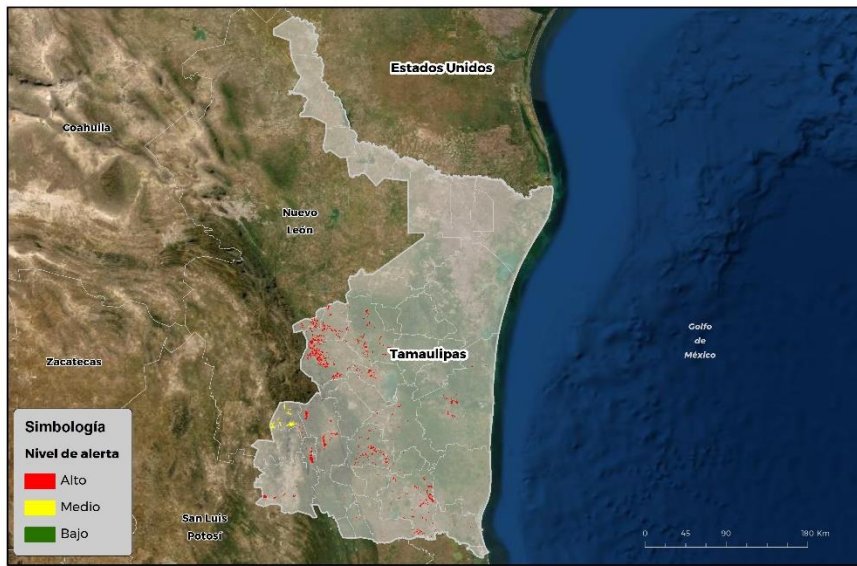 Estados Unidos
Coahuila
Nuevo
León
Golfo
de
México
Tamaulipas
Zacatecas
Simbología
Nivel de alerta
Alto
Medio
Bajo
San Luis
Potosí
0 45 90 180 Km